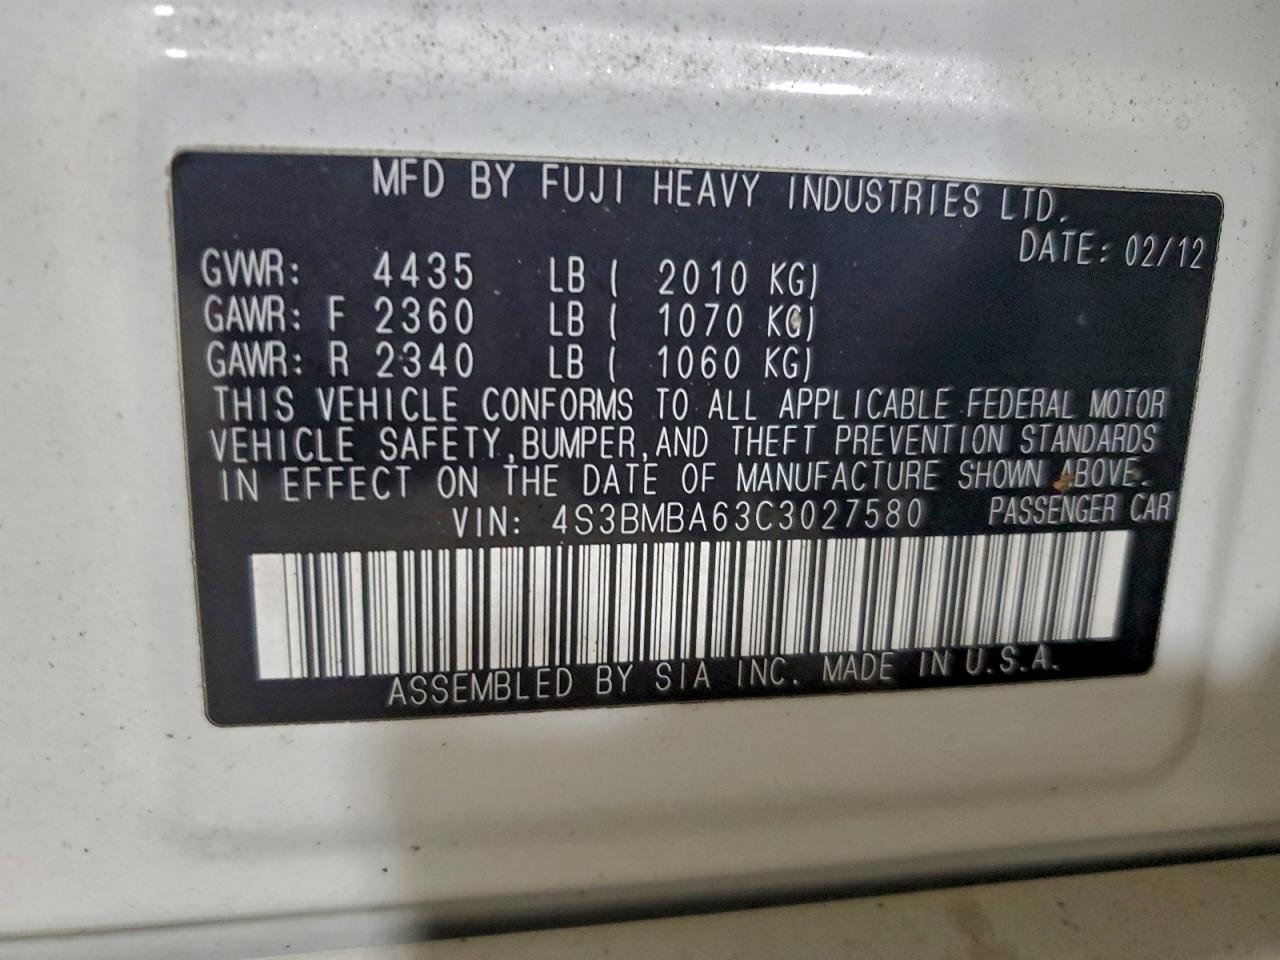 MFD BY FUJI HEAVY INDUSTRIES LTD.
DATE: 02/12
GVWR: 4435 LB ( 2010 KG)
GAWR: F 2360 LB ( 1070 KG)
GAWR: R 2340 LB ( 1060 KG)
THIS VEHICLE CONFORMS TO ALL APPLICABLE FEDERAL MOTOR
VEHICLE SAFETY, BUMPER, AND THEFT PREVENTION STANDARDS
IN EFFECT ON THE DATE OF MANUFACTURE SHOWN ABOVE.
VIN: 4S3BMBA63C3027580 PASSENGER CAR
ASSEMBLED BY SIA INC. MADE IN U.S.A.